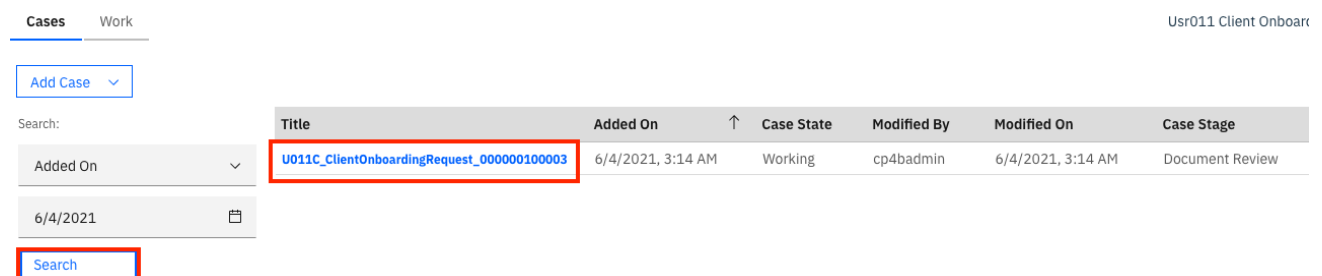 Cases Work
Usr011 Client Onboard
Add Case
Search:
Title Added On Case State Modified By Modified On Case Stage
U011C_ClientOnboardingRequest_000000100003 6/4/2021, 3:14 AM Working cp4badmin 6/4/2021, 3:14 AM Document Review
Added On
6/4/2021
Search